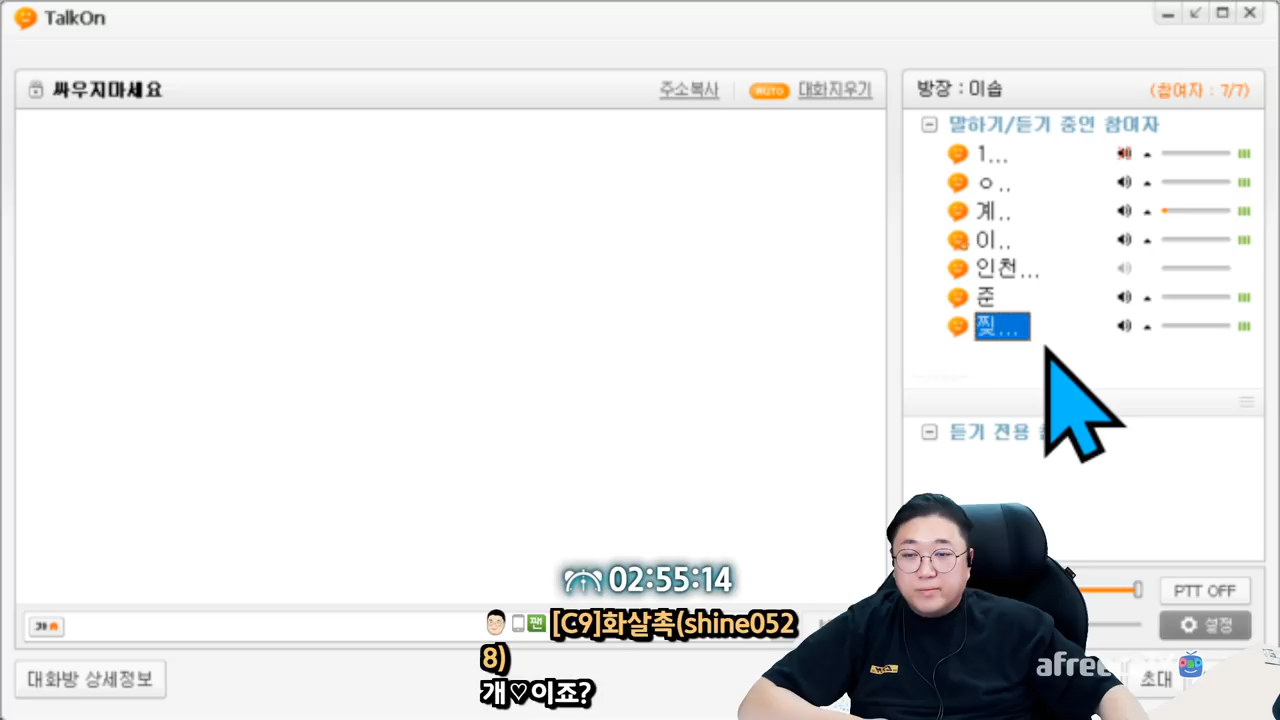 TalkOn
싸우지마세요
주소복사
대화지우기
방장 : 이솝
(참여자 : 7/7)
말하기/듣기 중인 참여자
1...
ㅇ..
계..
이..
인천...
준
찢...
듣기 전용
02:55:14
PTT OFF
설정
짼 [C9]화살촉(shine052
8)
개♡이죠?
대화방 상세정보
초대